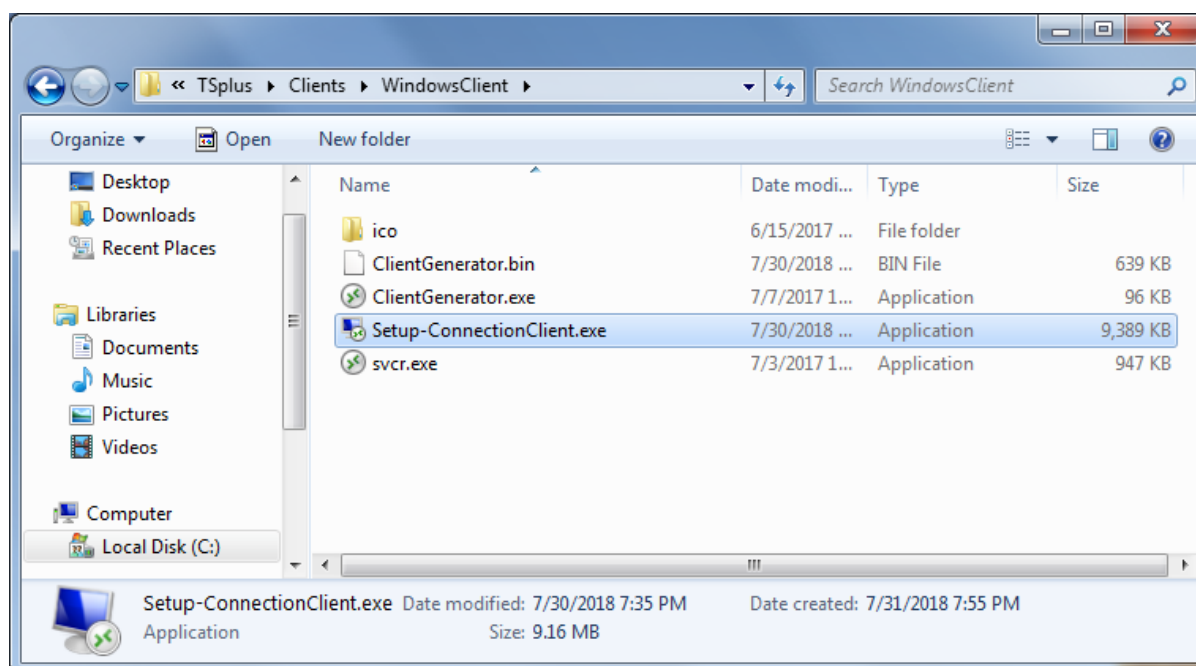 « TSplus ▸ Clients ▸ WindowsClient ▸ Search WindowsClient
Organize ▾ Open New folder
Desktop
Downloads
Recent Places
Libraries
Documents
Music
Pictures
Videos
Computer
Local Disk (C:)
Name Date modi... Type Size
ico 6/15/2017 ... File folder
ClientGenerator.bin 7/30/2018 ... BIN File 639 KB
ClientGenerator.exe 7/7/2017 1... Application 96 KB
Setup-ConnectionClient.exe 7/30/2018 ... Application 9,389 KB
svcr.exe 7/3/2017 1... Application 947 KB
Setup-ConnectionClient.exe Date modified: 7/30/2018 7:35 PM Date created: 7/31/2018 7:55 PM
Application Size: 9.16 MB